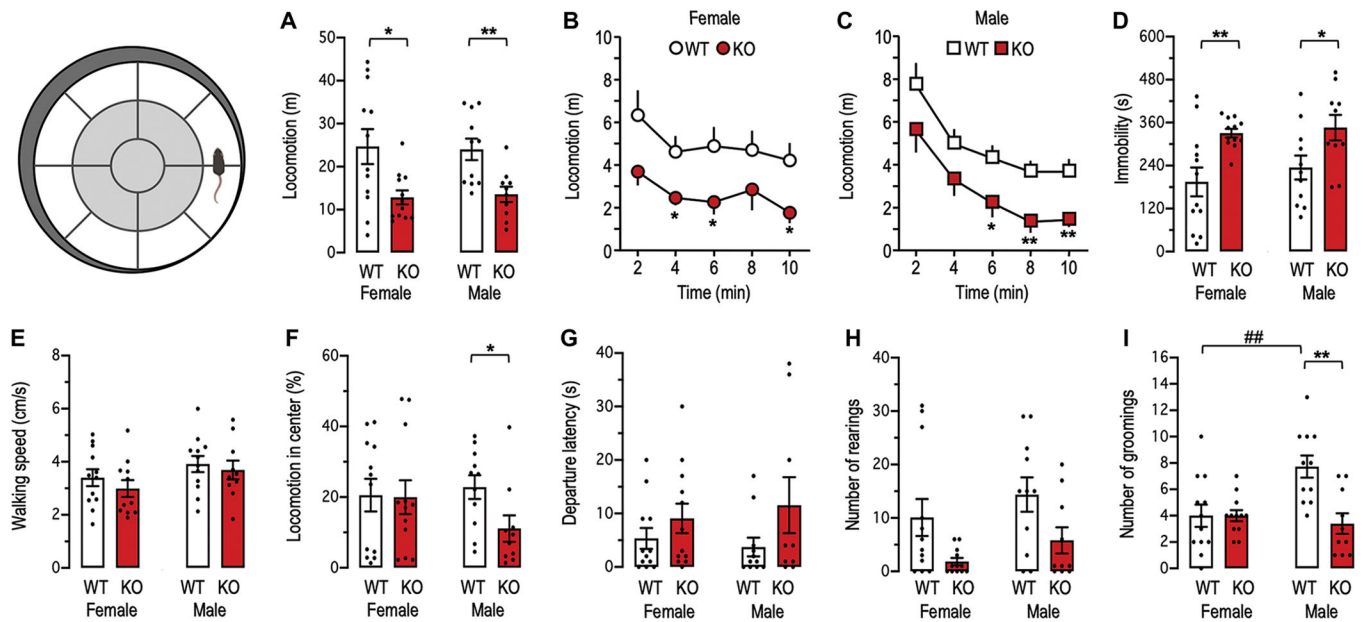 A
Locomotion (m)
50
40
30
20
10
0
*
**
WT KO WT KO
Female Male
B
Female
WT KO
Locomotion (m)
10
8
6
4
2
0
* * *
2 4 6 8 10
Time (min)
C
Male
WT KO
Locomotion (m)
10
8
6
4
2
0
* ** **
2 4 6 8 10
Time (min)
D
Immobility (s)
600
480
360
240
120
0
**
*
WT KO WT KO
Female Male
E
Walking speed (cm/s)
8
6
4
2
0
WT KO WT KO
Female Male
F
Locomotion in center (%)
60
40
20
0
*
WT KO WT KO
Female Male
G
Departure latency (s)
40
30
20
10
0
WT KO WT KO
Female Male
H
Number of rearings
40
30
20
10
0
WT KO WT KO
Female Male
I
Number of groomings
16
14
12
10
8
6
4
2
0
##
**
WT KO WT KO
Female Male